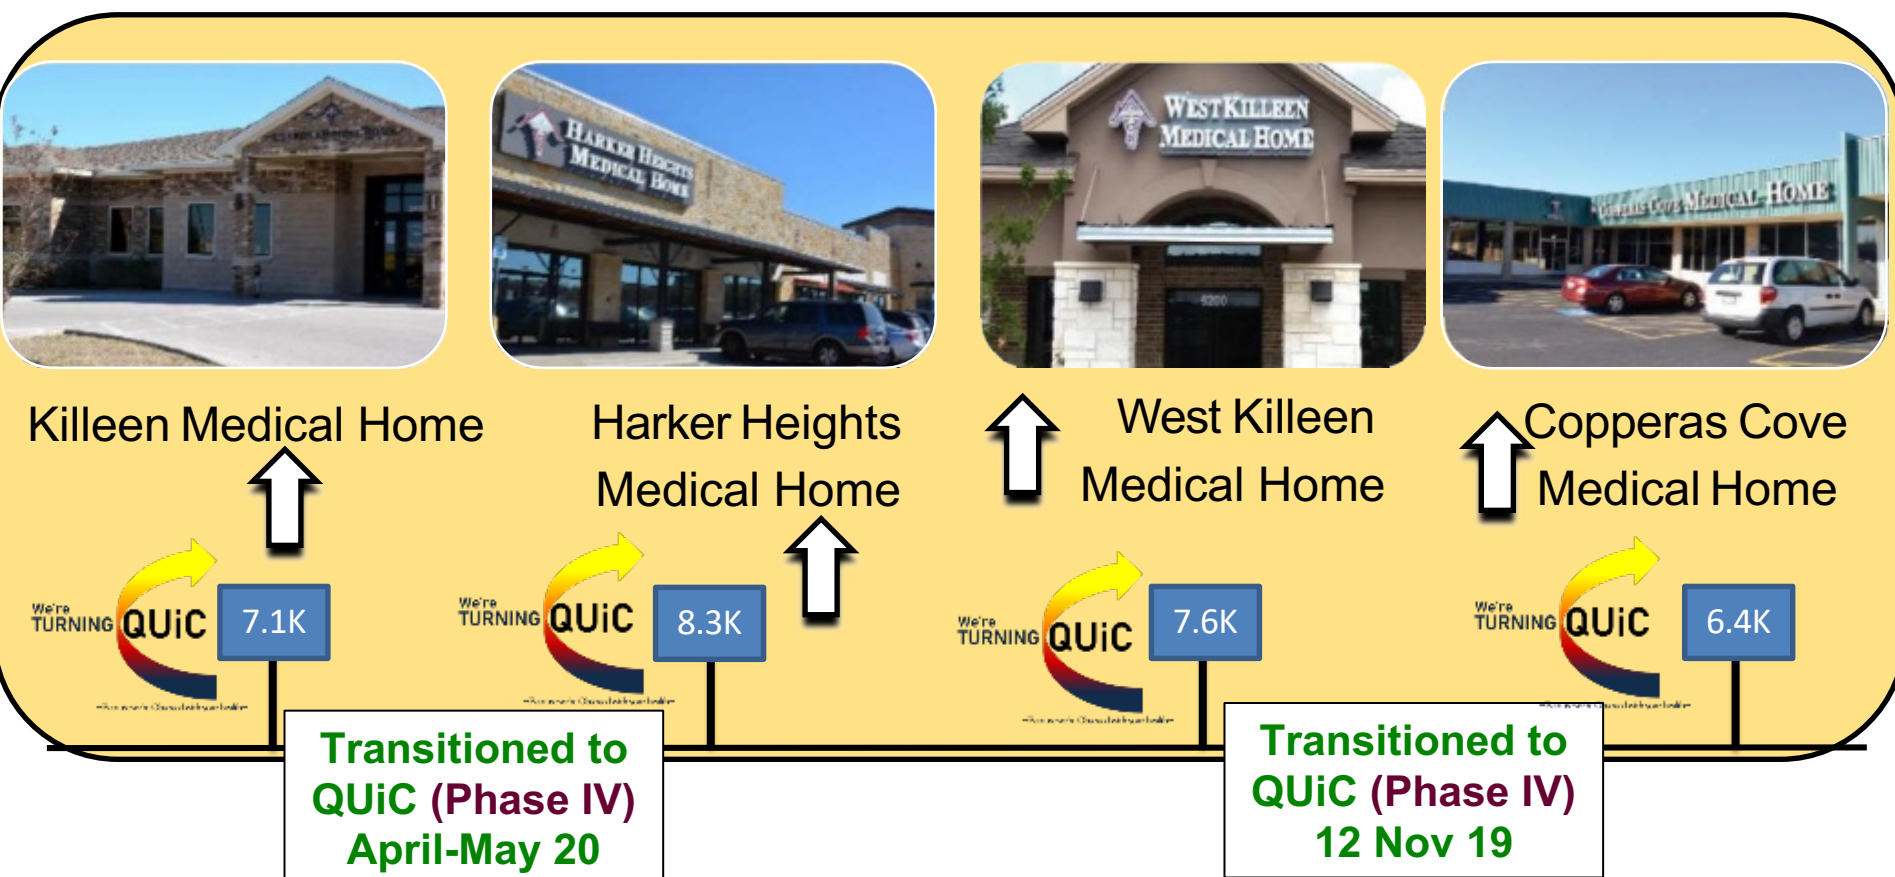 HARKER HEIGHTS
MEDICAL HOME
WEST KILLEEN
MEDICAL HOME
5200
COPPERAS COVE MEDICAL HOME
Killeen Medical Home
Harker Heights
Medical Home
West Killeen
Medical Home
Copperas Cove
Medical Home
We're
TURNING QUiC
7.1K
We're
TURNING QUiC
8.3K
We're
TURNING QUiC
7.6K
We're
TURNING QUiC
6.4K
Transitioned to
QUiC (Phase IV)
April-May 20
Transitioned to
QUiC (Phase IV)
12 Nov 19